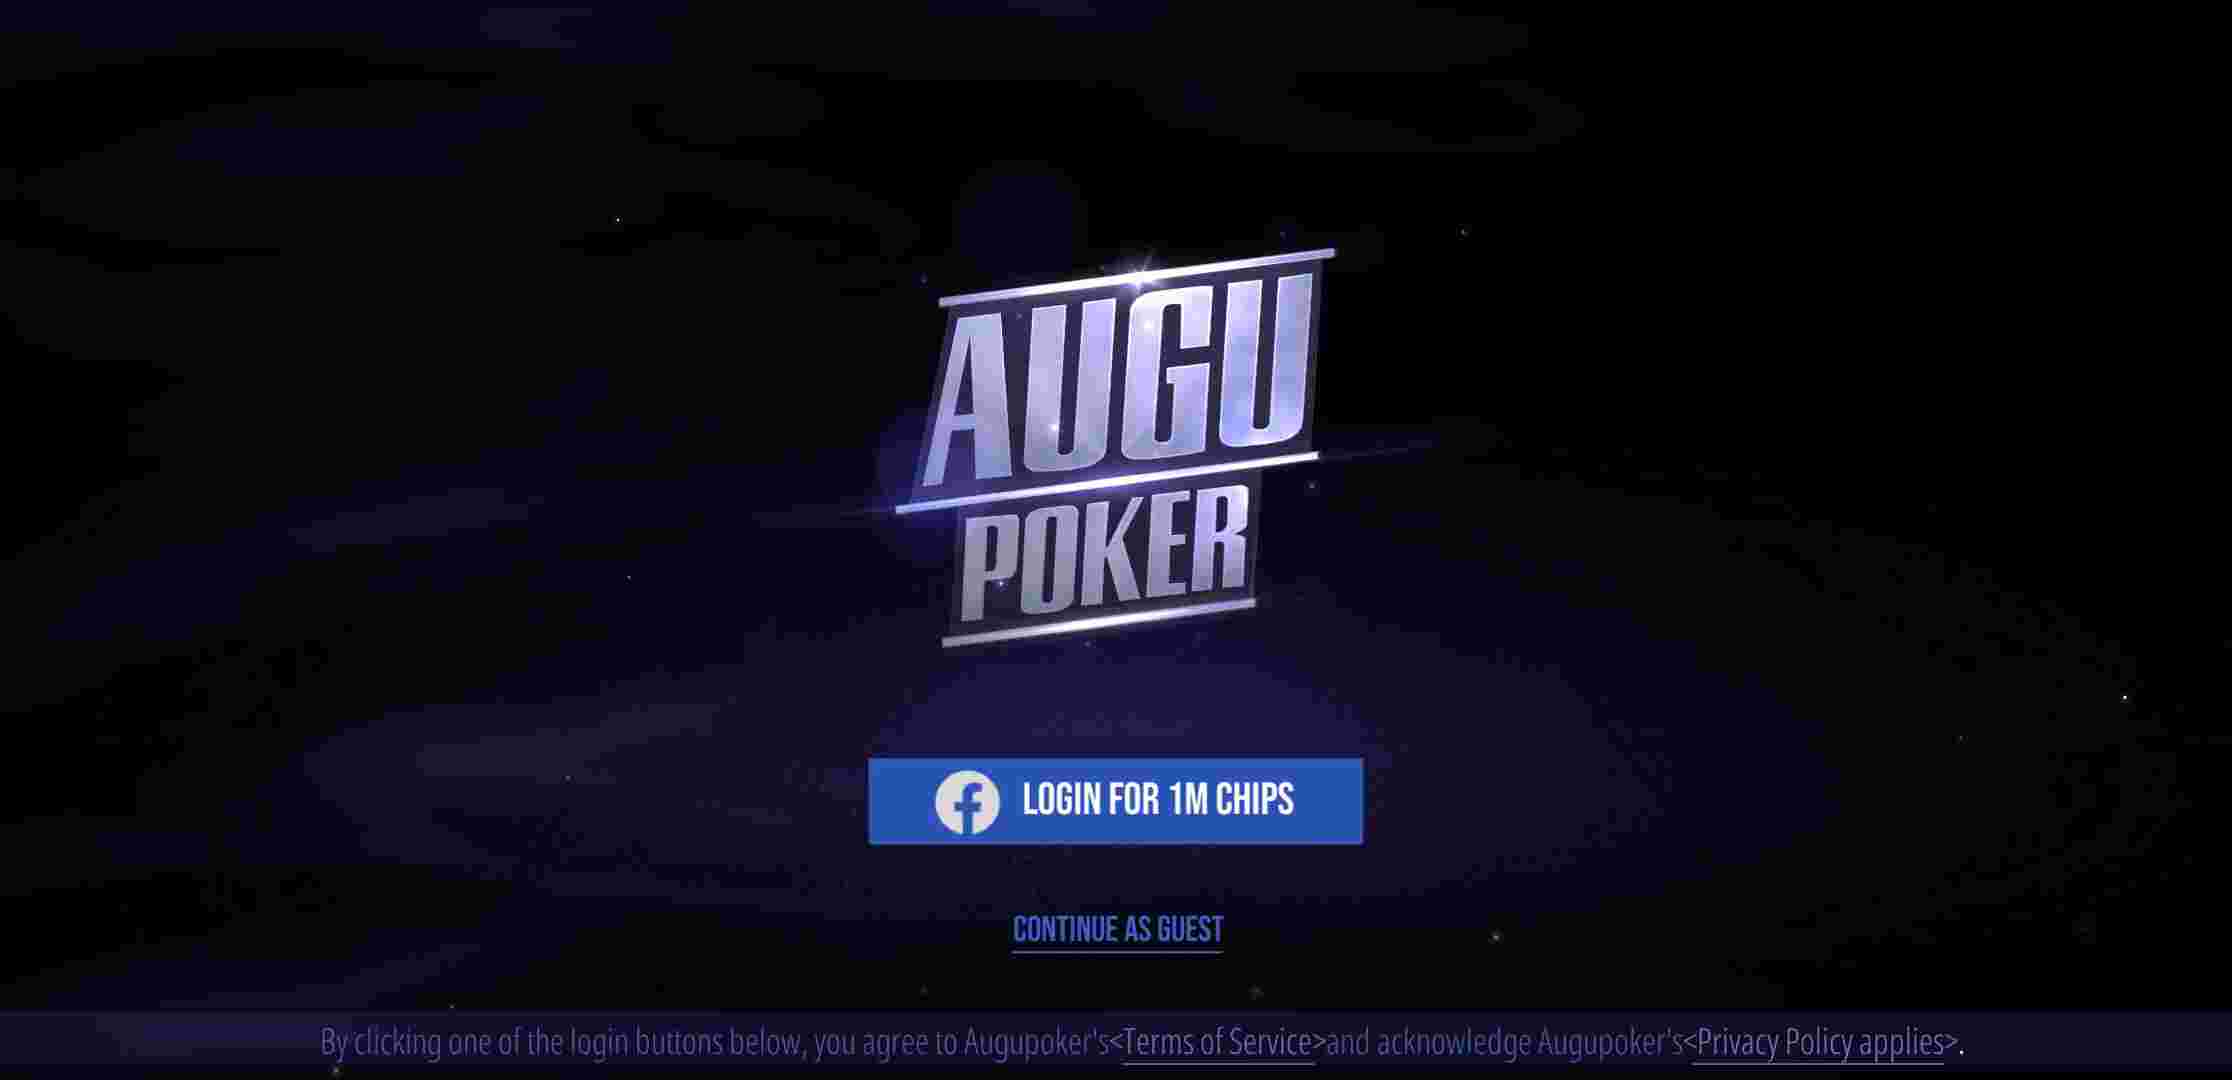 AUGU
POKER
LOGIN FOR 1M CHIPS
CONTINUE AS GUEST
By clicking one of the login buttons below, you agree to Augupoker's<Terms of Service>and acknowledge Augupoker's<Privacy Policy applies>.